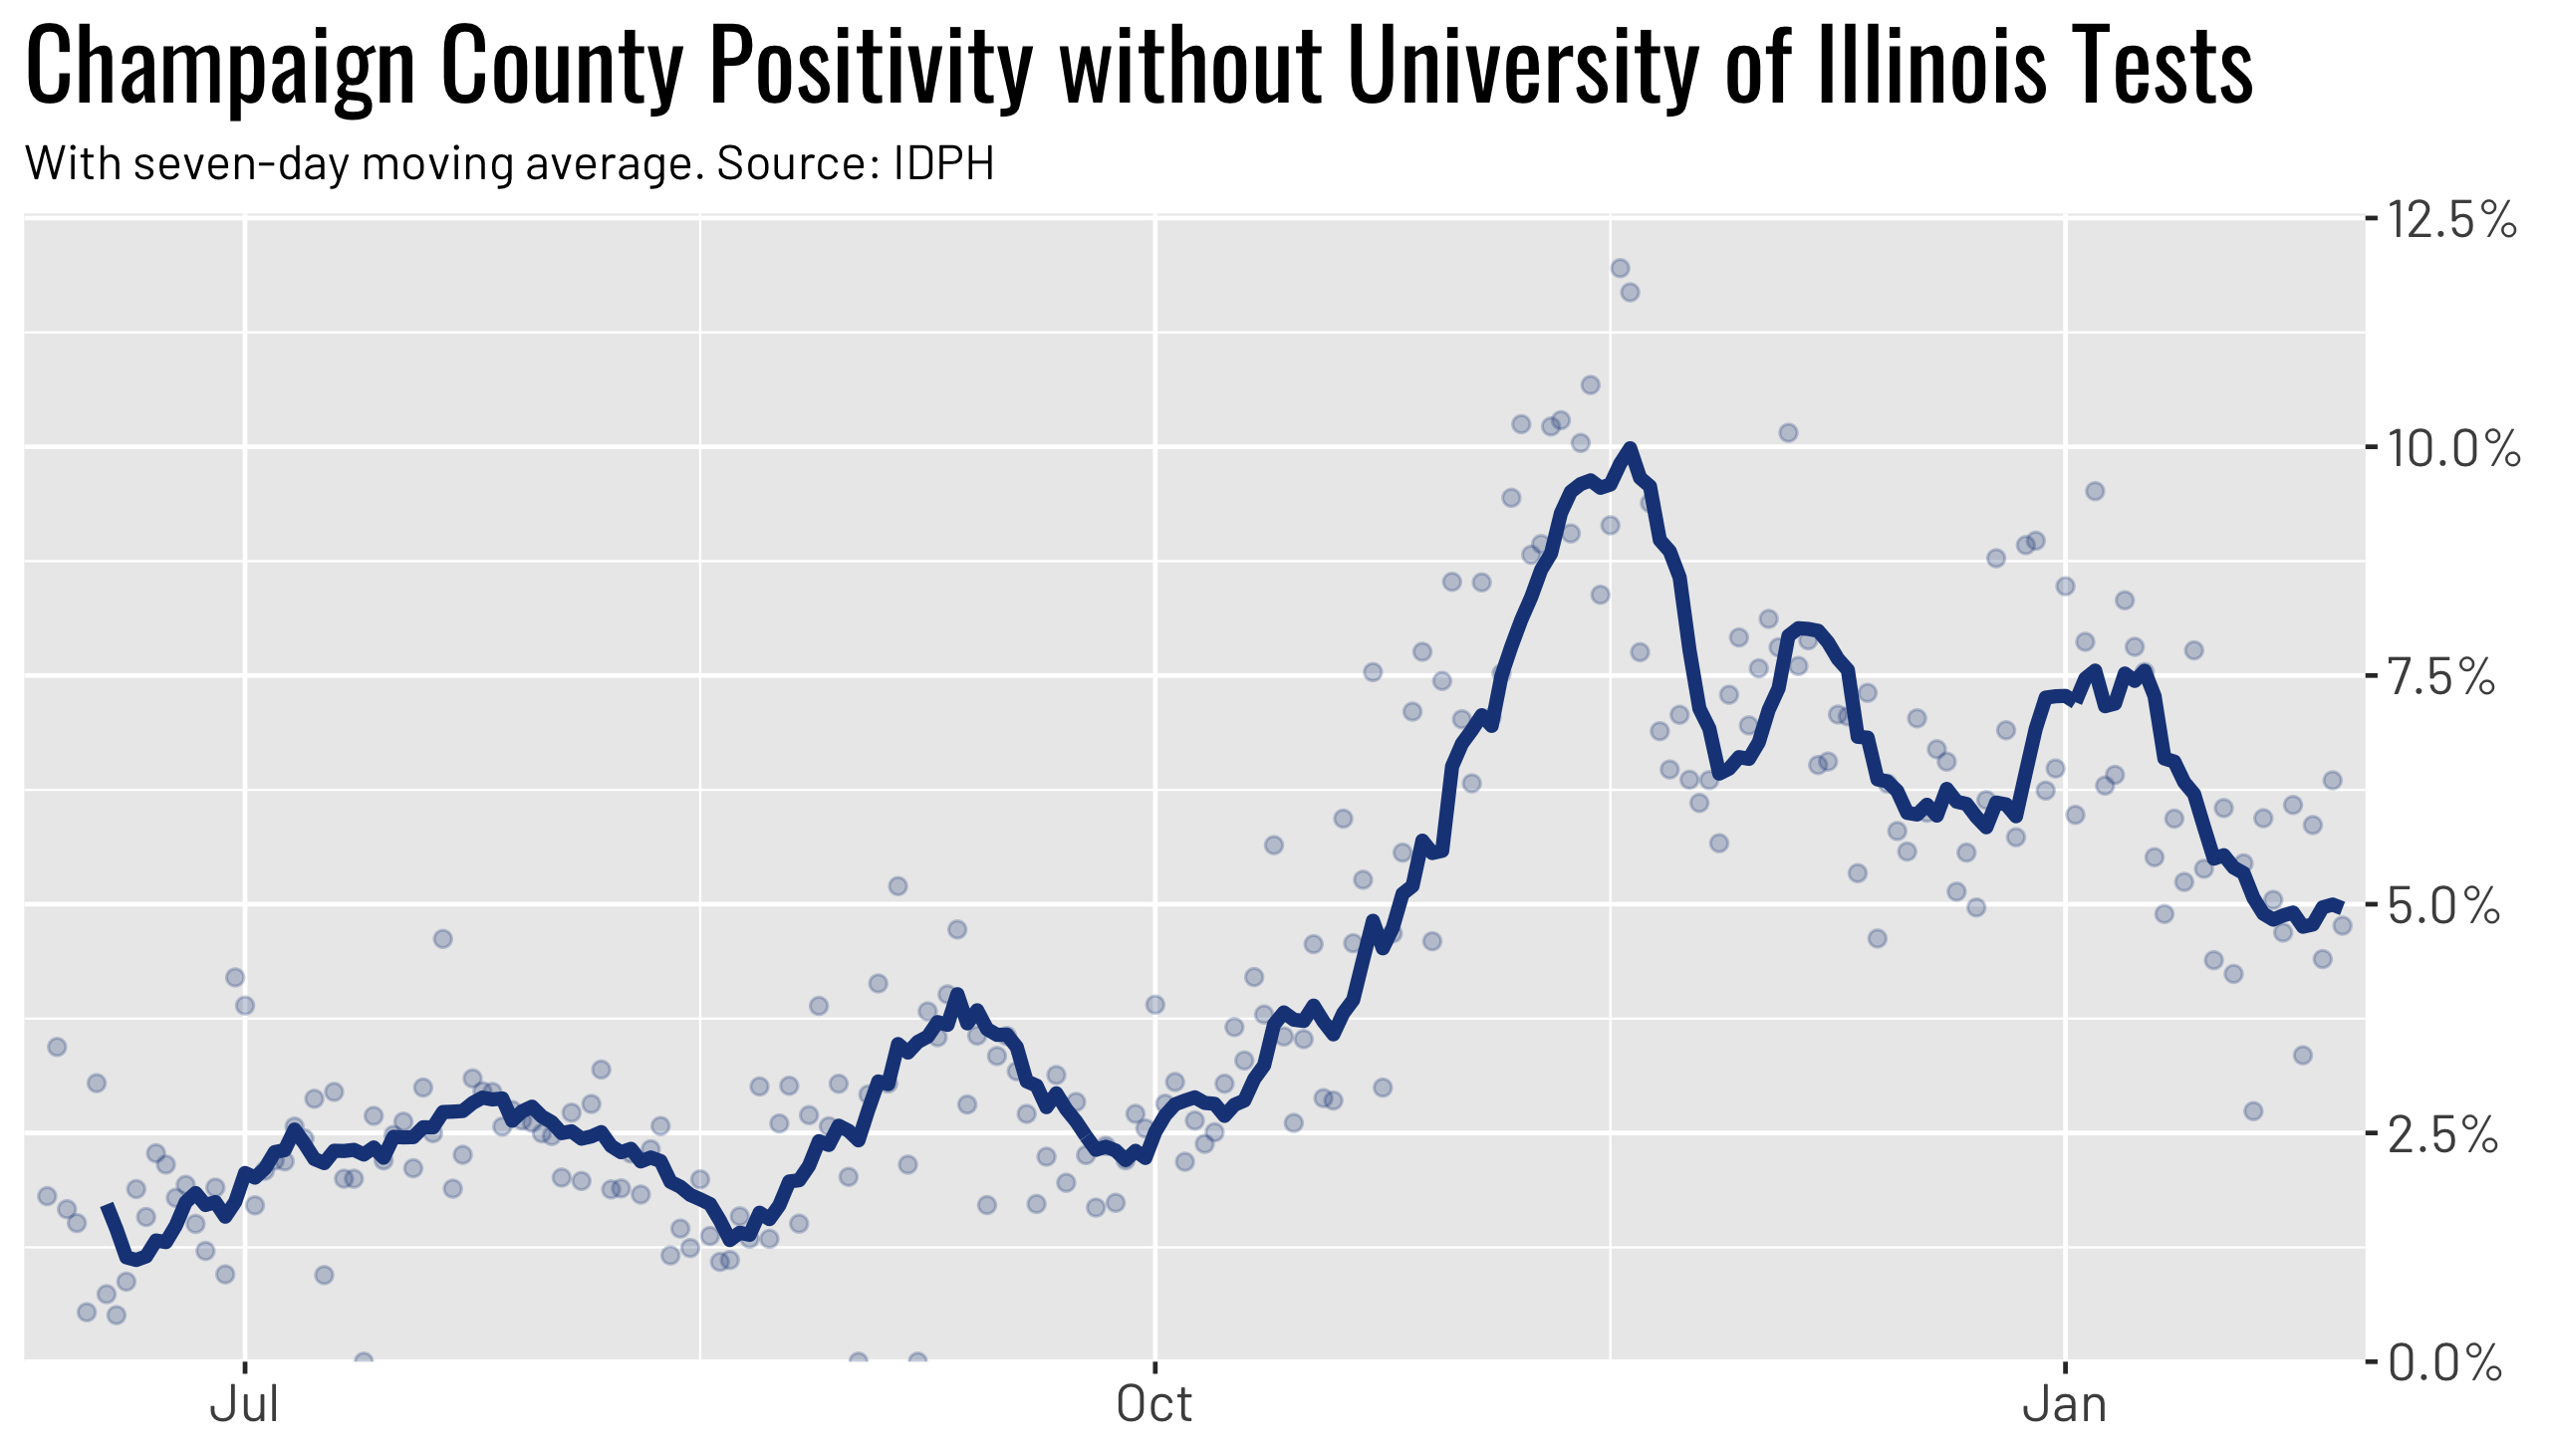 Champaign County Positivity without University of Illinois Tests
With seven-day moving average. Source: IDPH
12.5%
10.0%
7.5%
5.0%
2.5%
0.0%
Jul
Oct
Jan